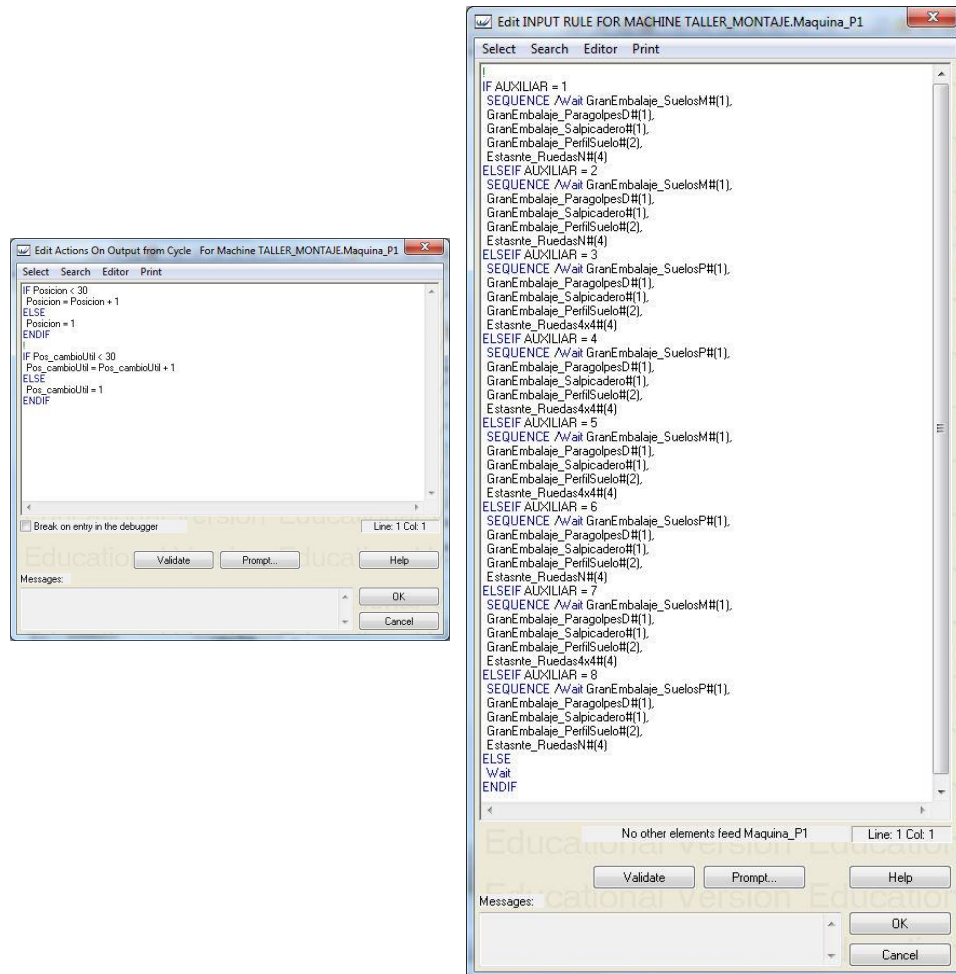 Edit Actions On Output from Cycle For Machine TALLER_MONTAJE.Maquina_P1
Select Search Editor Print
IF Posicion < 30
Posicion = Posicion + 1
ELSE
Posicion = 1
ENDIF
!
IF Pos_cambioUtil < 30
Pos_cambioUtil = Pos_cambioUtil + 1
ELSE
Pos_cambioUtil = 1
ENDIF
Break on entry in the debugger
Line: 1 Col: 1
Validate Prompt... Help
Messages:
OK
Cancel
Edit INPUT RULE FOR MACHINE TALLER_MONTAJE.Maquina_P1
Select Search Editor Print
!
IF AUXILIAR = 1
SEQUENCE /Wait GranEmbalaje_SuelosM#(1),
GranEmbalaje_ParagolpesD#(1),
GranEmbalaje_Salpicadero#(1),
GranEmbalaje_PerfilSuelo#(2),
Estasnte_RuedasN#(4)
ELSEIF AUXILIAR = 2
SEQUENCE /Wait GranEmbalaje_SuelosM#(1),
GranEmbalaje_ParagolpesD#(1),
GranEmbalaje_Salpicadero#(1),
GranEmbalaje_PerfilSuelo#(2),
Estasnte_RuedasN#(4)
ELSEIF AUXILIAR = 3
SEQUENCE /Wait GranEmbalaje_SuelosP#(1),
GranEmbalaje_ParagolpesD#(1),
GranEmbalaje_Salpicadero#(1),
GranEmbalaje_PerfilSuelo#(2),
Estasnte_Ruedas4x4#(4)
ELSEIF AUXILIAR = 4
SEQUENCE /Wait GranEmbalaje_SuelosP#(1),
GranEmbalaje_ParagolpesD#(1),
GranEmbalaje_Salpicadero#(1),
GranEmbalaje_PerfilSuelo#(2),
Estasnte_Ruedas4x4#(4)
ELSEIF AUXILIAR = 5
SEQUENCE /Wait GranEmbalaje_SuelosM#(1),
GranEmbalaje_ParagolpesD#(1),
GranEmbalaje_Salpicadero#(1),
GranEmbalaje_PerfilSuelo#(2),
Estasnte_Ruedas4x4#(4)
ELSEIF AUXILIAR = 6
SEQUENCE /Wait GranEmbalaje_SuelosP#(1),
GranEmbalaje_ParagolpesD#(1),
GranEmbalaje_Salpicadero#(1),
GranEmbalaje_PerfilSuelo#(2),
Estasnte_RuedasN#(4)
ELSEIF AUXILIAR = 7
SEQUENCE /Wait GranEmbalaje_SuelosM#(1),
GranEmbalaje_ParagolpesD#(1),
GranEmbalaje_Salpicadero#(1),
GranEmbalaje_PerfilSuelo#(2),
Estasnte_Ruedas4x4#(4)
ELSEIF AUXILIAR = 8
SEQUENCE /Wait GranEmbalaje_SuelosP#(1),
GranEmbalaje_ParagolpesD#(1),
GranEmbalaje_Salpicadero#(1),
GranEmbalaje_PerfilSuelo#(2),
Estasnte_RuedasN#(4)
ELSE
Wait
ENDIF
No other elements feed Maquina_P1
Line: 1 Col: 1
Validate Prompt... Help
Messages:
OK
Cancel